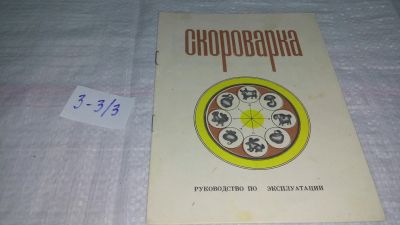 СКОРОВАРКА
3-3/3
РУКОВОДСТВО ПО ЭКСПЛУАТАЦИИ